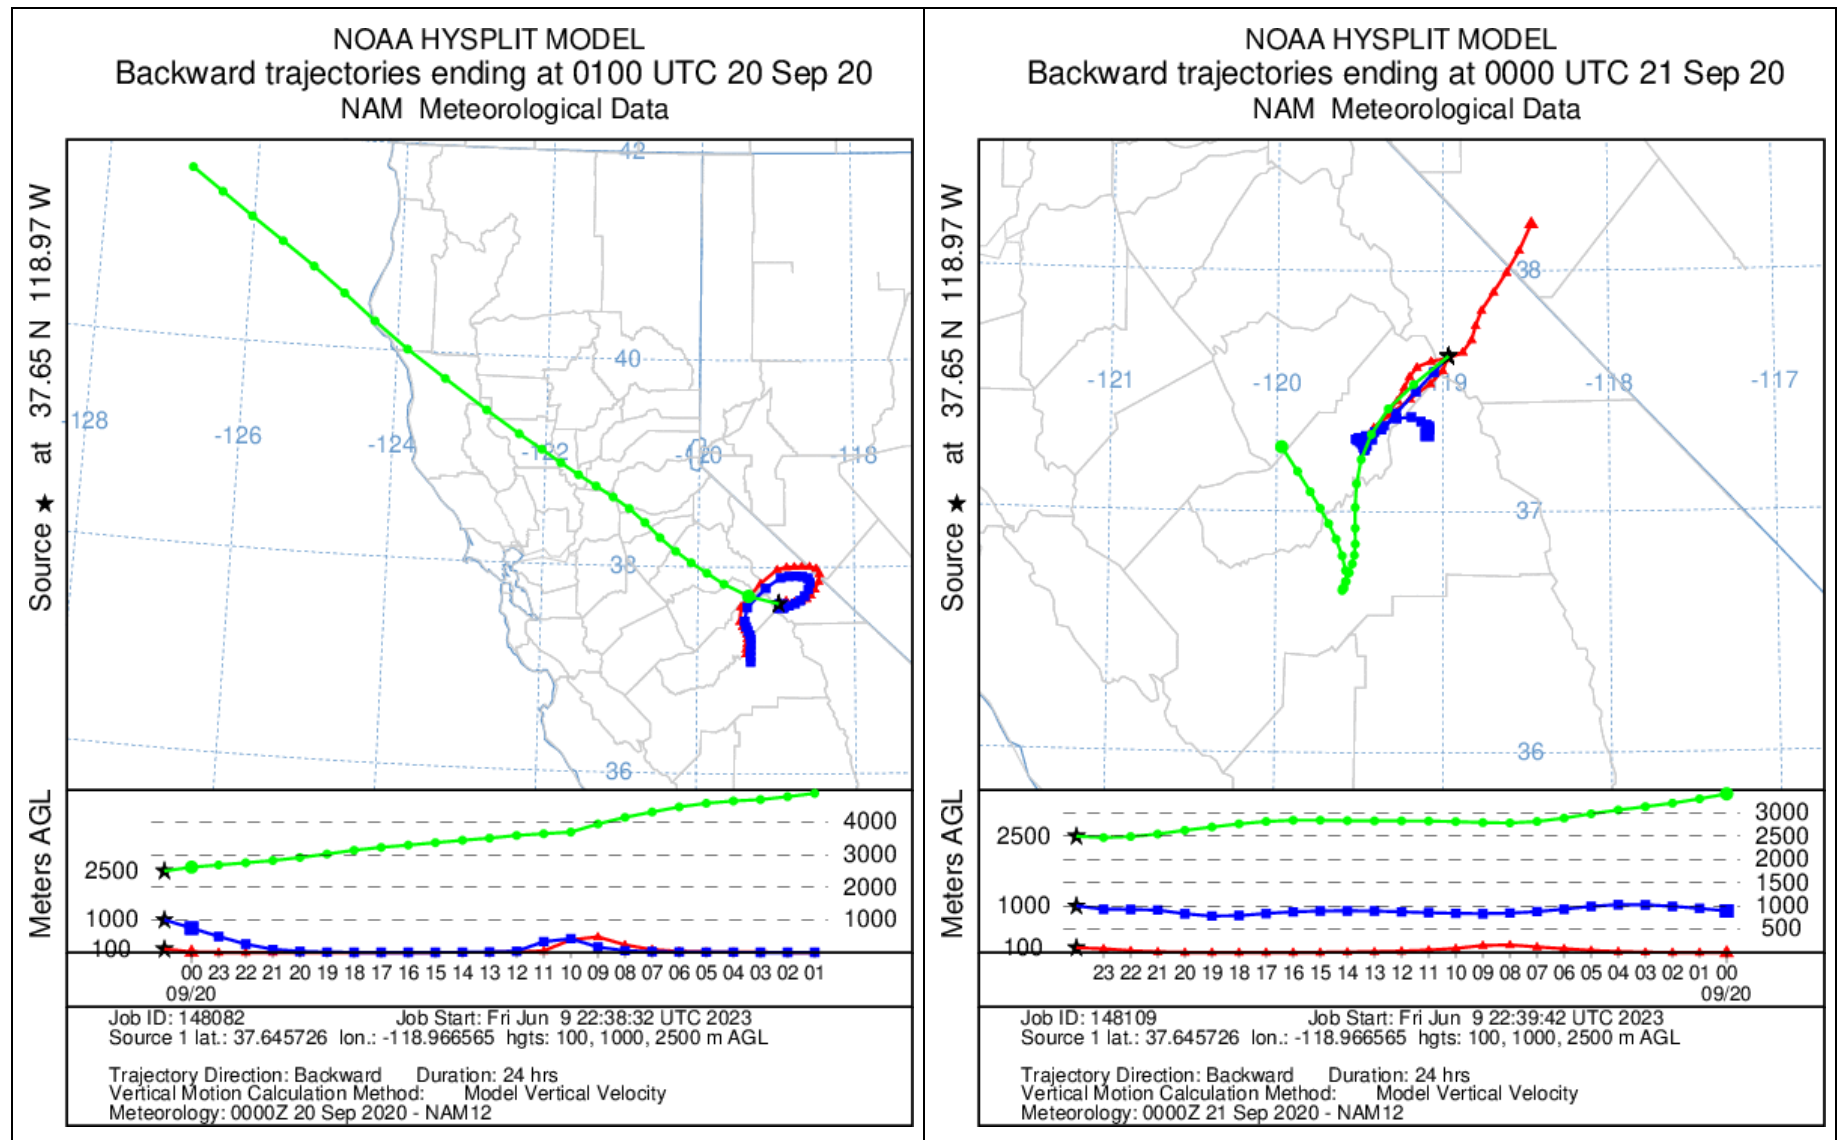 NOAA HYSPLIT MODEL
Backward trajectories ending at 0100 UTC 20 Sep 20
NAM Meteorological Data
Source ★ at 37.65 N 118.97 W
42
40
-128
-126
-124
-122
-120
-118
38
36
Meters AGL
2500
1000
100
4000
3000
2000
1000
00 23 22 21 20 19 18 17 16 15 14 13 12 11 10 09 08 07 06 05 04 03 02 01
09/20
Job ID: 148082 Job Start: Fri Jun 9 22:38:32 UTC 2023
Source 1 lat.: 37.645726 lon.: -118.966565 hgts: 100, 1000, 2500 m AGL
Trajectory Direction: Backward Duration: 24 hrs
Vertical Motion Calculation Method: Model Vertical Velocity
Meteorology: 0000Z 20 Sep 2020 - NAM12
NOAA HYSPLIT MODEL
Backward trajectories ending at 0000 UTC 21 Sep 20
NAM Meteorological Data
Source ★ at 37.65 N 118.97 W
38
-121
-120
-119
-118
-117
37
36
Meters AGL
2500
1000
100
3000
2500
2000
1500
1000
500
23 22 21 20 19 18 17 16 15 14 13 12 11 10 09 08 07 06 05 04 03 02 01 00
09/20
Job ID: 148109 Job Start: Fri Jun 9 22:39:42 UTC 2023
Source 1 lat.: 37.645726 lon.: -118.966565 hgts: 100, 1000, 2500 m AGL
Trajectory Direction: Backward Duration: 24 hrs
Vertical Motion Calculation Method: Model Vertical Velocity
Meteorology: 0000Z 21 Sep 2020 - NAM12